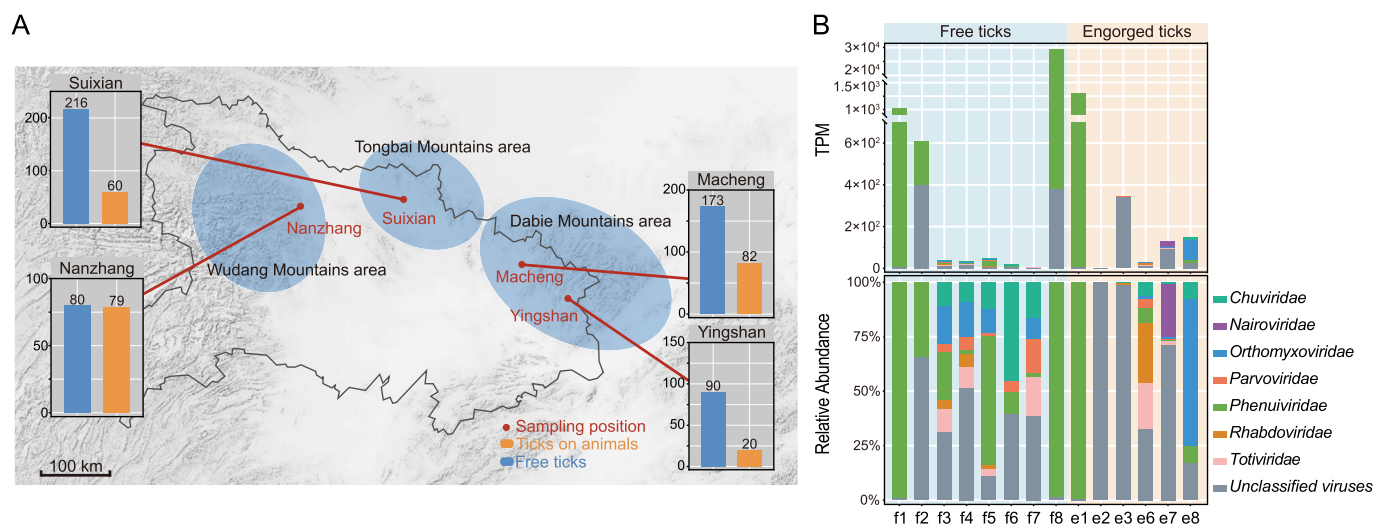 A
Suixian
216
60
200
100
0
Nanzhang
100
80
79
50
0
Tongbai Mountains area
Suixian
Nanzhang
Wudang Mountains area
Dabie Mountains area
Macheng
Yingshan
Macheng
200
173
100
82
0
Yingshan
150
100
90
50
20
0
Sampling position
Ticks on animals
Free ticks
100 km
B
Free ticks
Engorged ticks
TPM
3×10⁴
2×10⁴
1.5×10³
1×10³
6×10²
4×10²
2×10²
0
Relative Abundance
100%
75%
50%
25%
0%
f1 f2 f3 f4 f5 f6 f7 f8 e1 e2 e3 e6 e7 e8
Chuviridae
Nairoviridae
Orthomyxoviridae
Parvoviridae
Phenuiviridae
Rhabdoviridae
Totiviridae
Unclassified viruses